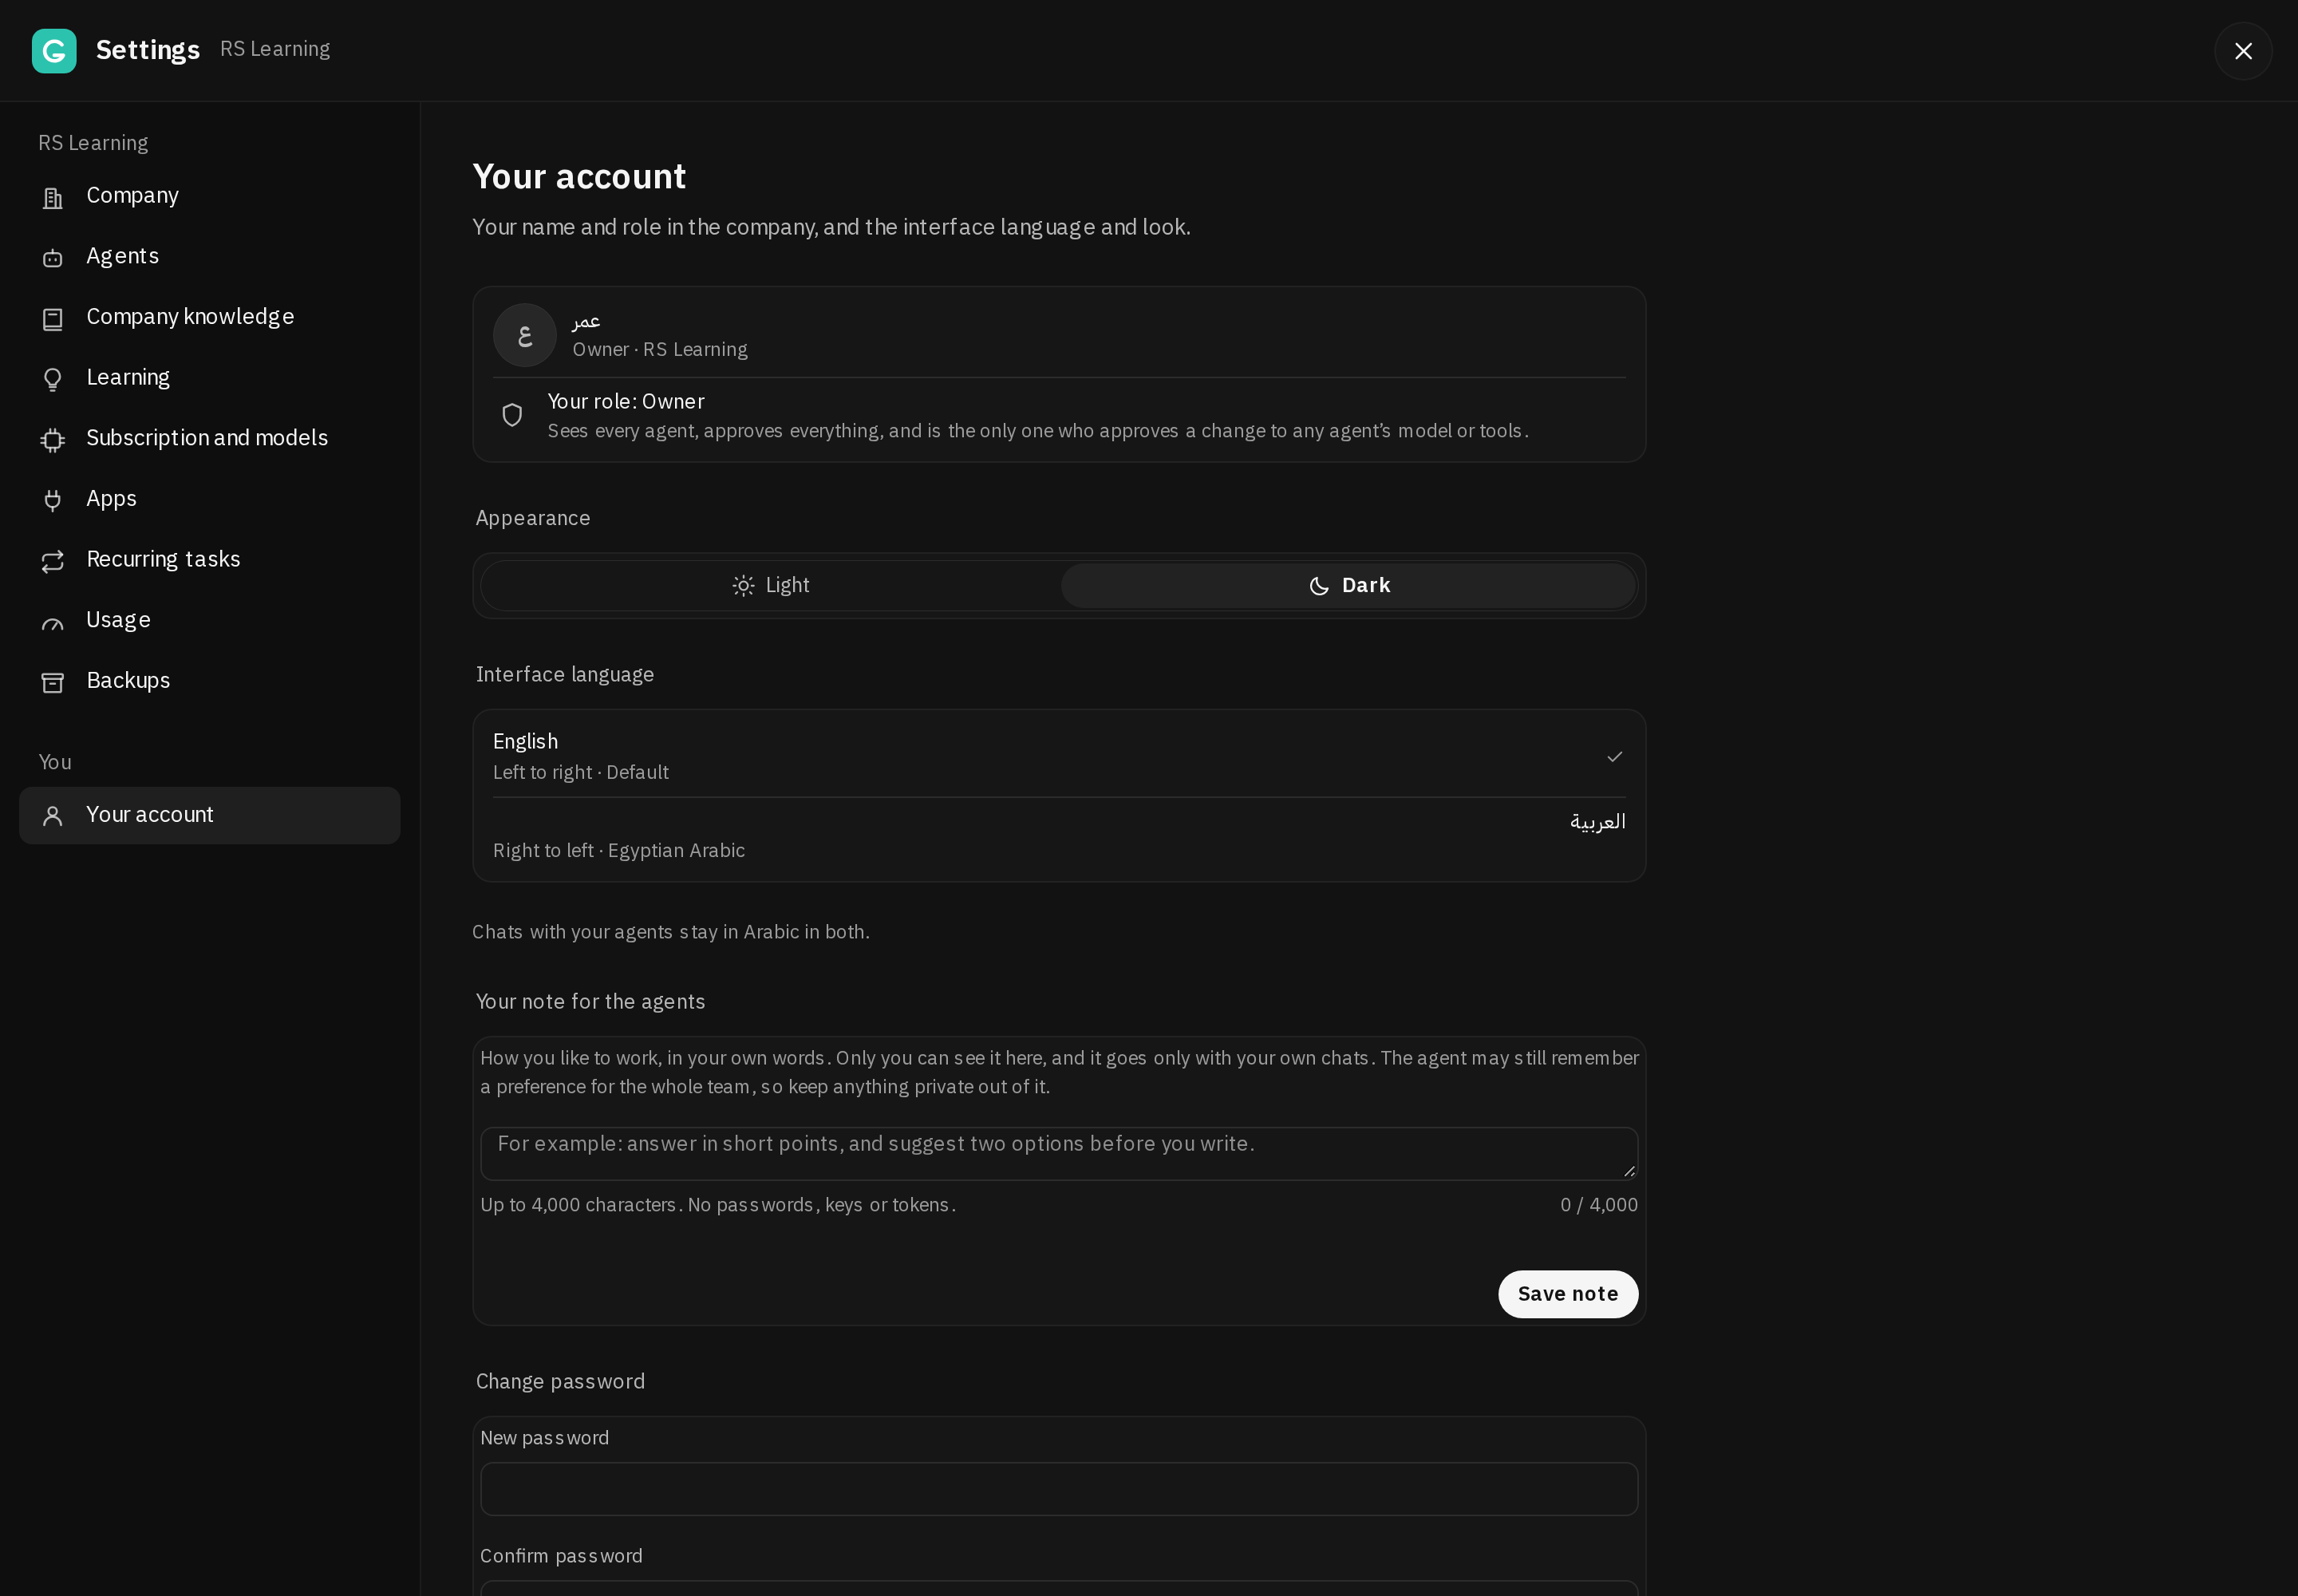 G Settings RS Learning
RS Learning
Company
Agents
Company knowledge
Learning
Subscription and models
Apps
Recurring tasks
Usage
Backups
You
Your account
Your account
Your name and role in the company, and the interface language and look.
ع
عمر
Owner · RS Learning
Your role: Owner
Sees every agent, approves everything, and is the only one who approves a change to any agent’s model or tools.
Appearance
Light
Dark
Interface language
English
Left to right · Default
العربية
Right to left · Egyptian Arabic
Chats with your agents stay in Arabic in both.
Your note for the agents
How you like to work, in your own words. Only you can see it here, and it goes only with your own chats. The agent may still remember
a preference for the whole team, so keep anything private out of it.
For example: answer in short points, and suggest two options before you write.
Up to 4,000 characters. No passwords, keys or tokens.
0 / 4,000
Save note
Change password
New password
Confirm password